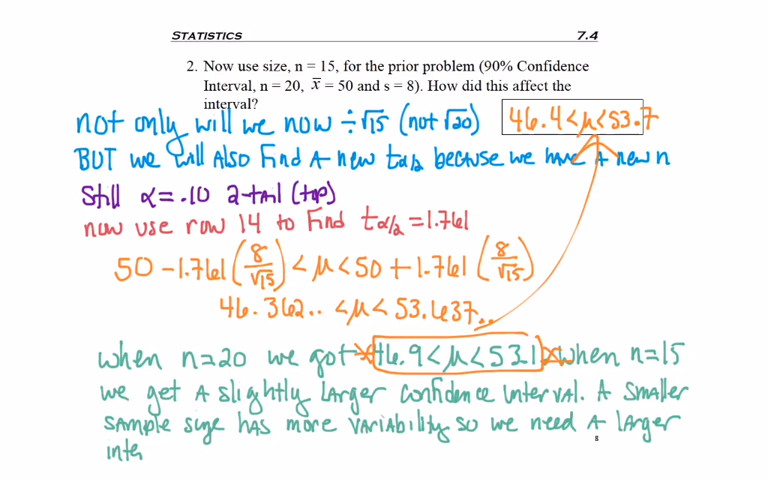 STATISTICS 7.4
2. Now use size, n = 15, for the prior problem (90% Confidence
Interval, n = 20, x̅ = 50 and s = 8). How did this affect the
interval?
46.4 < μ < 53.7
not only will we now ÷ √15 (not √20)
BUT we will Also find A new tα/2 because we have A new n
Still α = .10 2-tail (top)
now use row 14 to find tα/2 = 1.761
50 - 1.761 (8/√15) < μ < 50 + 1.761 (8/√15)
46.362.. < μ < 53.637..
when n=20 we got 46.9 < μ < 53.1 when n=15
we get A slightly larger confidence interval. A smaller
sample size has more variability so we need A larger
inte
8